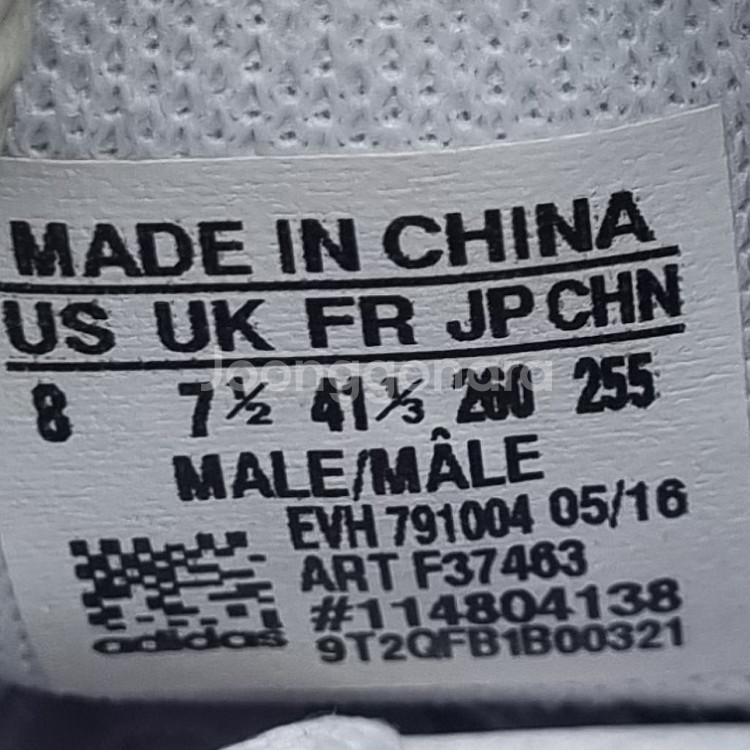 MADE IN CHINA
US UK FR JP CHN
8 7½ 41⅓ 260 255
MALE/MÂLE
EVH 791004 05/16
ART F37463
#114804138
9T2QFB1B00321
adidas
Joonggonara